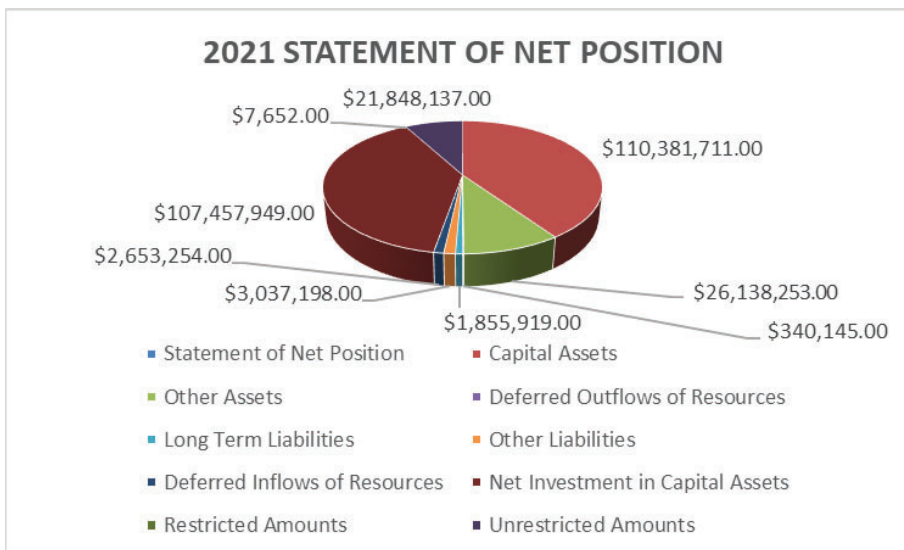 2021 STATEMENT OF NET POSITION
$21,848,137.00
$7,652.00
$110,381,711.00
$107,457,949.00
$2,653,254.00
$3,037,198.00
$26,138,253.00
$1,855,919.00
$340,145.00
Statement of Net Position
Capital Assets
Other Assets
Deferred Outflows of Resources
Long Term Liabilities
Other Liabilities
Deferred Inflows of Resources
Net Investment in Capital Assets
Restricted Amounts
Unrestricted Amounts